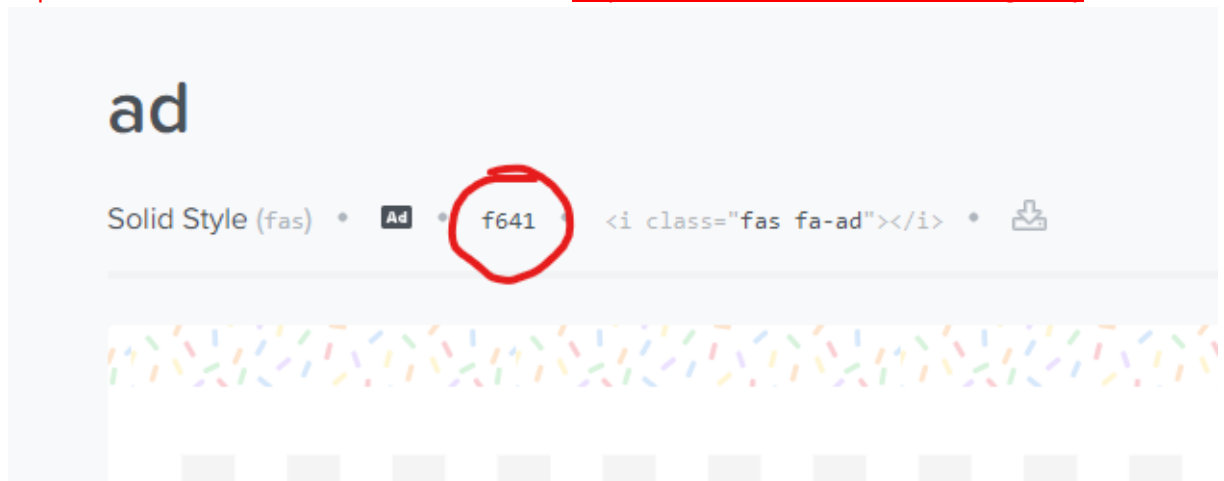 ad
Solid Style (fas) • Ad • f641 • <i class="fas fa-ad"></i> •